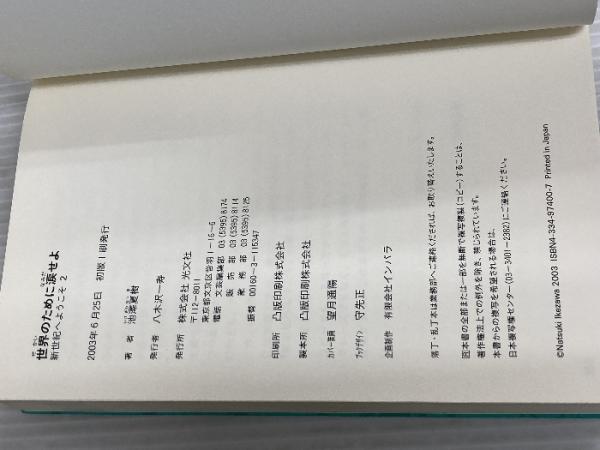 世界のために涙せよ
新世紀へようこそ 2
2003年6月25日 初版1刷発行
著者 池澤夏樹
発行者 八木沢一寿
発行所 株式会社 光文社
〒112-8011
東京都文京区音羽1-16-6
電話 文芸編集部 03(5395)8174
販売部 03(5395)8114
業務部 03(5395)8125
振替 00160-3-115347
印刷所 凸版印刷株式会社
製本所 凸版印刷株式会社
カバー装画 望月通陽
ブックデザイン 守先正
企画制作 有限会社インパラ
落丁・乱丁本は業務部へご連絡くだされば、お取り替えいたします。
Ⓡ本書の全部または一部を無断で複写複製(コピー)することは、
著作権法上での例外を除き、禁じられています。
本書からの複写を希望される場合は、
日本複写権センター(03-3401-2382)にご連絡ください。
©Natsuki Ikezawa 2003 ISBN4-334-97400-7 Printed in Japan